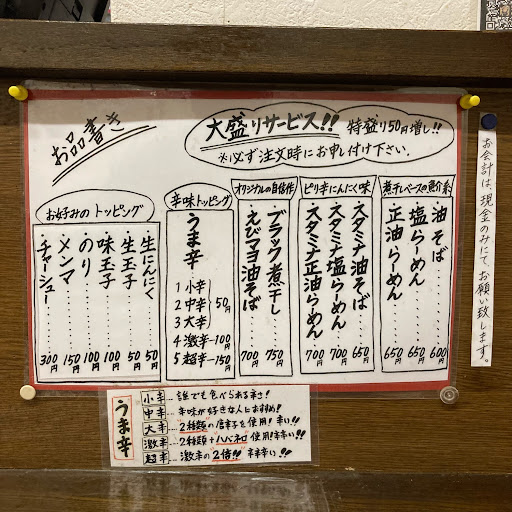 お品書き
大盛りサービス!! 特盛り50円増し!!
※必ず注文時にお申し付け下さい.
煮干しベースの魚介系
油そば……600円
塩らーめん……650円
正油らーめん……650円
ピリ辛にんにく味
スタミナ油そば…650円
スタミナ塩らーめん…700円
スタミナ正油らーめん…700円
オリジナルの自信作
ブラック煮干し……750円
えびマヨ油そば……700円
辛味トッピング
うま辛
1 小辛
2 中辛
3 大辛
50円
4 激辛—100円
5 超辛—150円
お好みのトッピング
生にんにく……50円
生玉子……50円
味玉子……100円
のり……100円
メンマ……150円
チャーシュー……300円
お会計は、現金のみにて、お願い致します。
うま辛
小辛…誰でも食べられる辛さ!
中辛…辛味が好きな人におすすめ!
大辛…2種類の唐辛子を使用!辛い!!
激辛…2種類+ハバネロ使用!辛辛い!!
超辛…激辛の2倍!!辛辛辛い!!